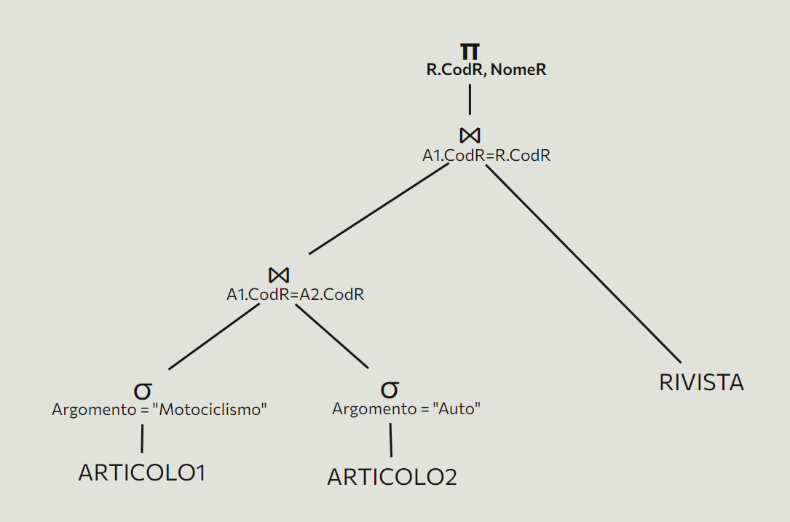 π
R.CodR, NomeR
⋈
A1.CodR=R.CodR
⋈
A1.CodR=A2.CodR
σ
Argomento = "Motociclismo"
σ
Argomento = "Auto"
RIVISTA
ARTICOLO1
ARTICOLO2